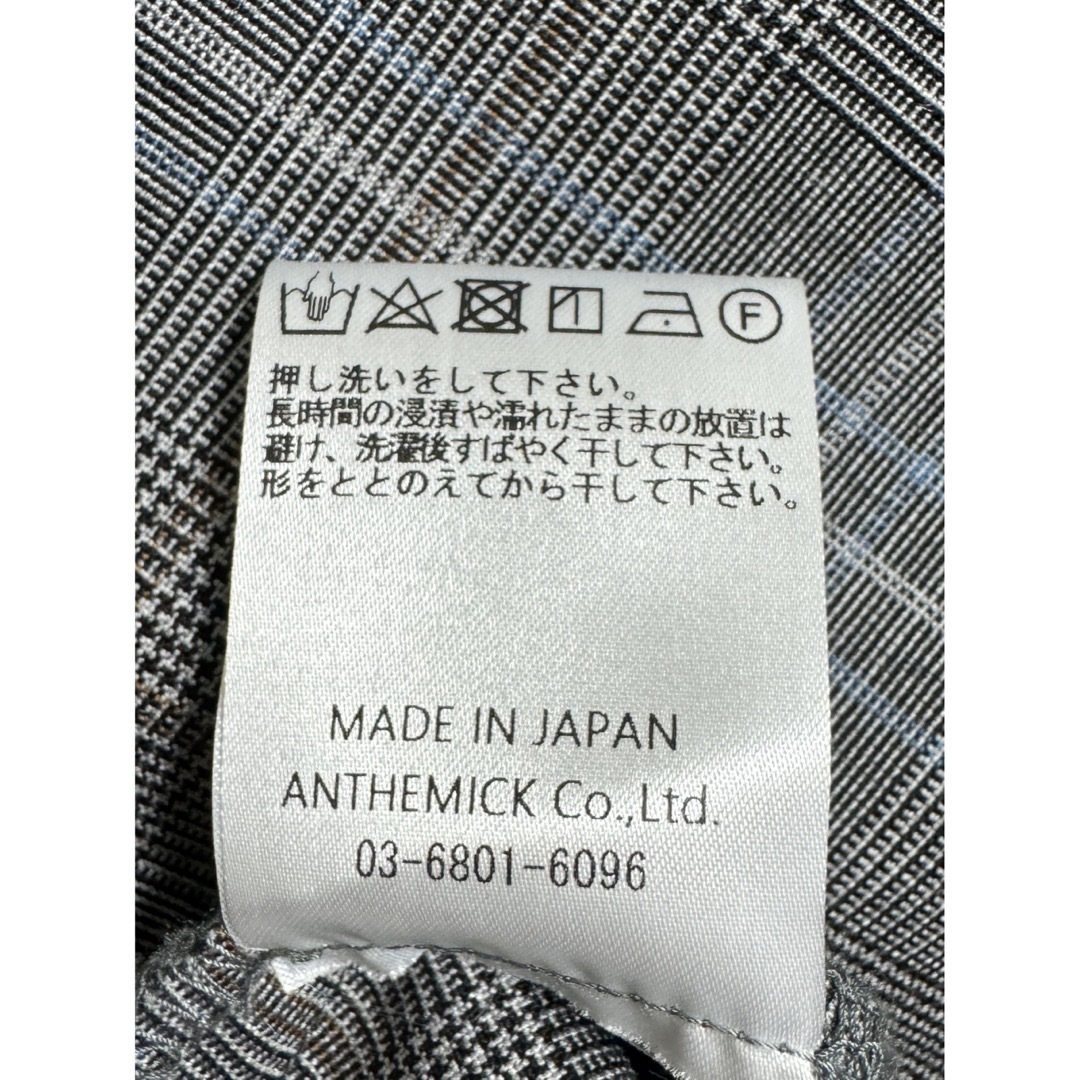 F
押し洗いをして下さい。
長時間の浸漬や濡れたままの放置は
避け、洗濯後すばやく干して下さい。
形をととのえてから干して下さい。
MADE IN JAPAN
ANTHEMICK Co.,Ltd.
03-6801-6096